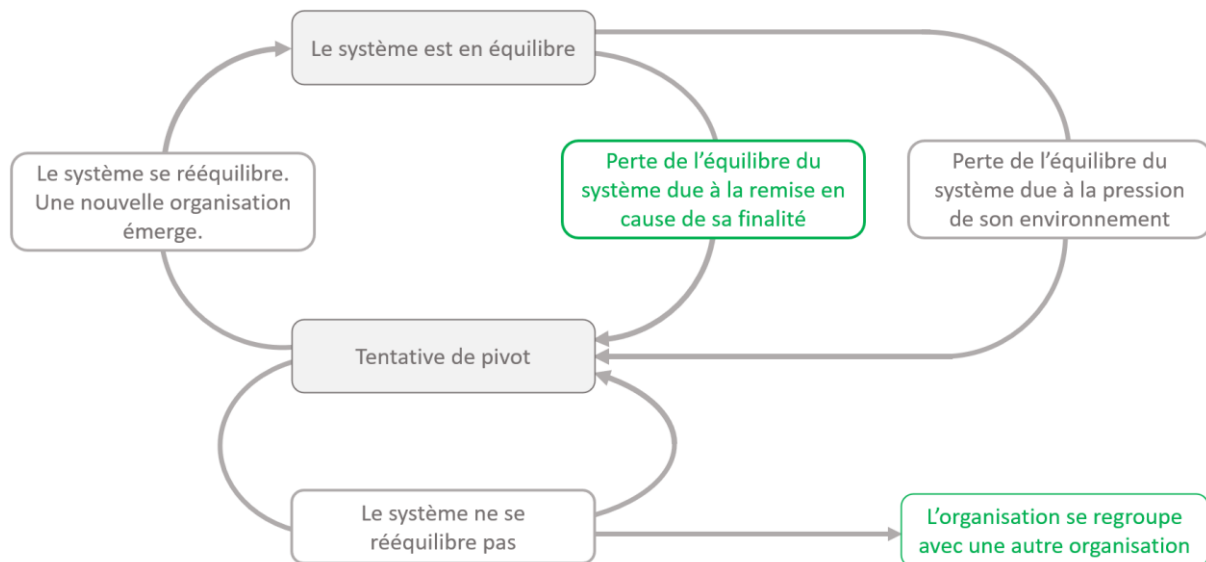 Le système est en équilibre
Le système se rééquilibre.
Une nouvelle organisation
émerge.
Perte de l’équilibre du
système due à la remise en
cause de sa finalité
Perte de l’équilibre du
système due à la pression
de son environnement
Tentative de pivot
Le système ne se
rééquilibre pas
L’organisation se regroupe
avec une autre organisation